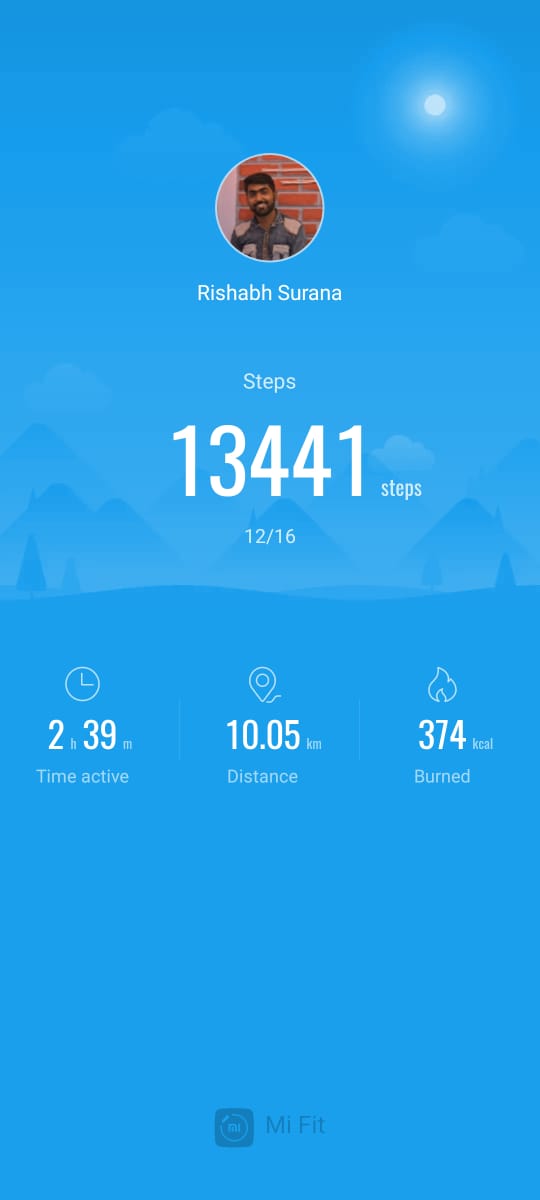 Rishabh Surana
Steps
13441 steps
12/16
2 h 39 m 10.05 km 374 kcal
Time active Distance Burned
mi Mi Fit